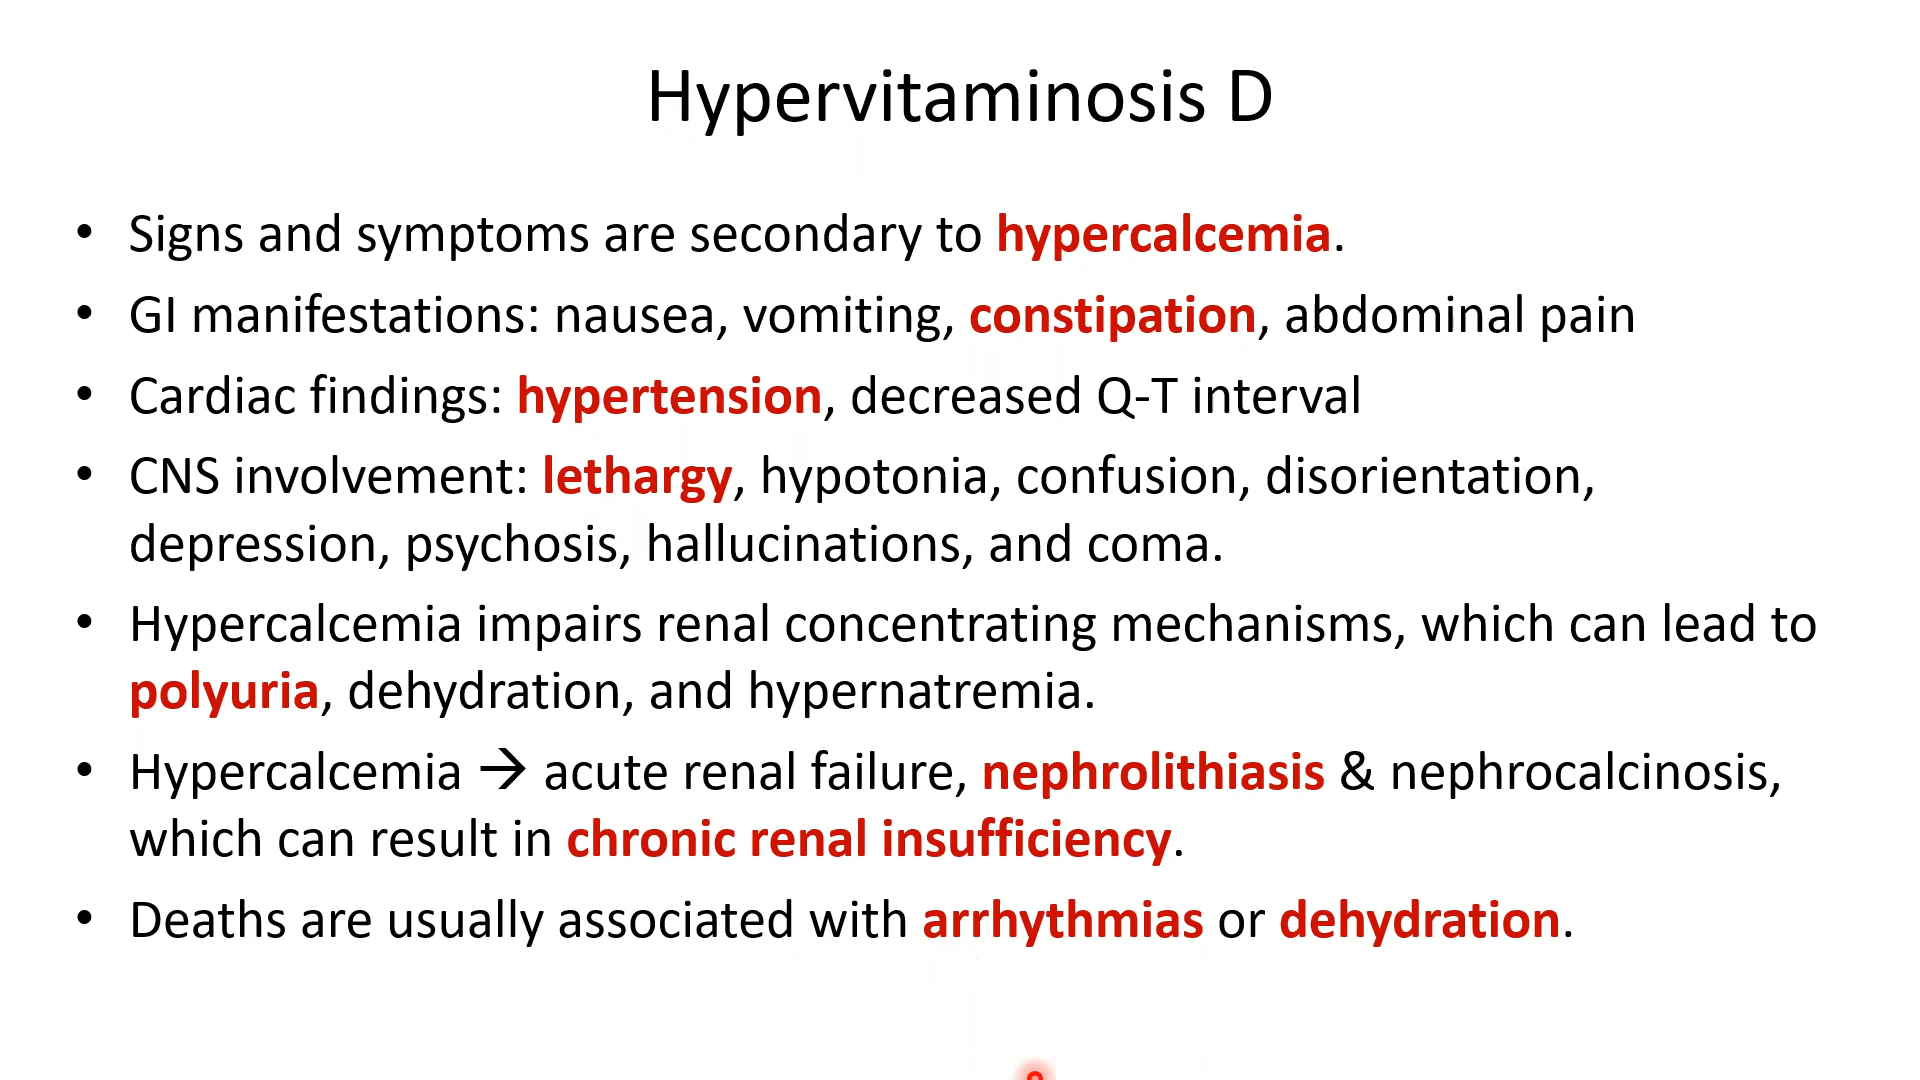 Hypervitaminosis D
• Signs and symptoms are secondary to hypercalcemia.
• GI manifestations: nausea, vomiting, constipation, abdominal pain
• Cardiac findings: hypertension, decreased Q-T interval
• CNS involvement: lethargy, hypotonia, confusion, disorientation,
depression, psychosis, hallucinations, and coma.
• Hypercalcemia impairs renal concentrating mechanisms, which can lead to
polyuria, dehydration, and hypernatremia.
• Hypercalcemia → acute renal failure, nephrolithiasis & nephrocalcinosis,
which can result in chronic renal insufficiency.
• Deaths are usually associated with arrhythmias or dehydration.